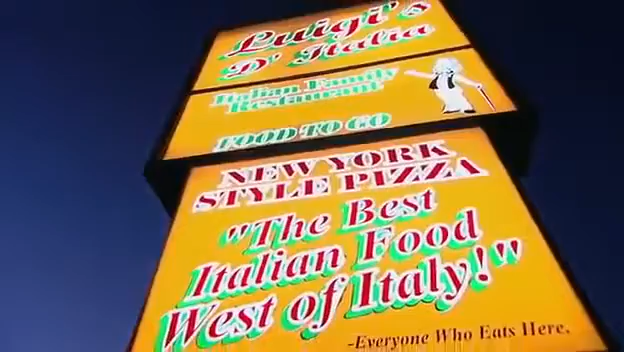 Luigi's
D' Italia
Italian Family
Restaurant
FOOD TO GO
NEW YORK
STYLE PIZZA
"The Best
Italian Food
West of Italy!"
-Everyone Who Eats Here.